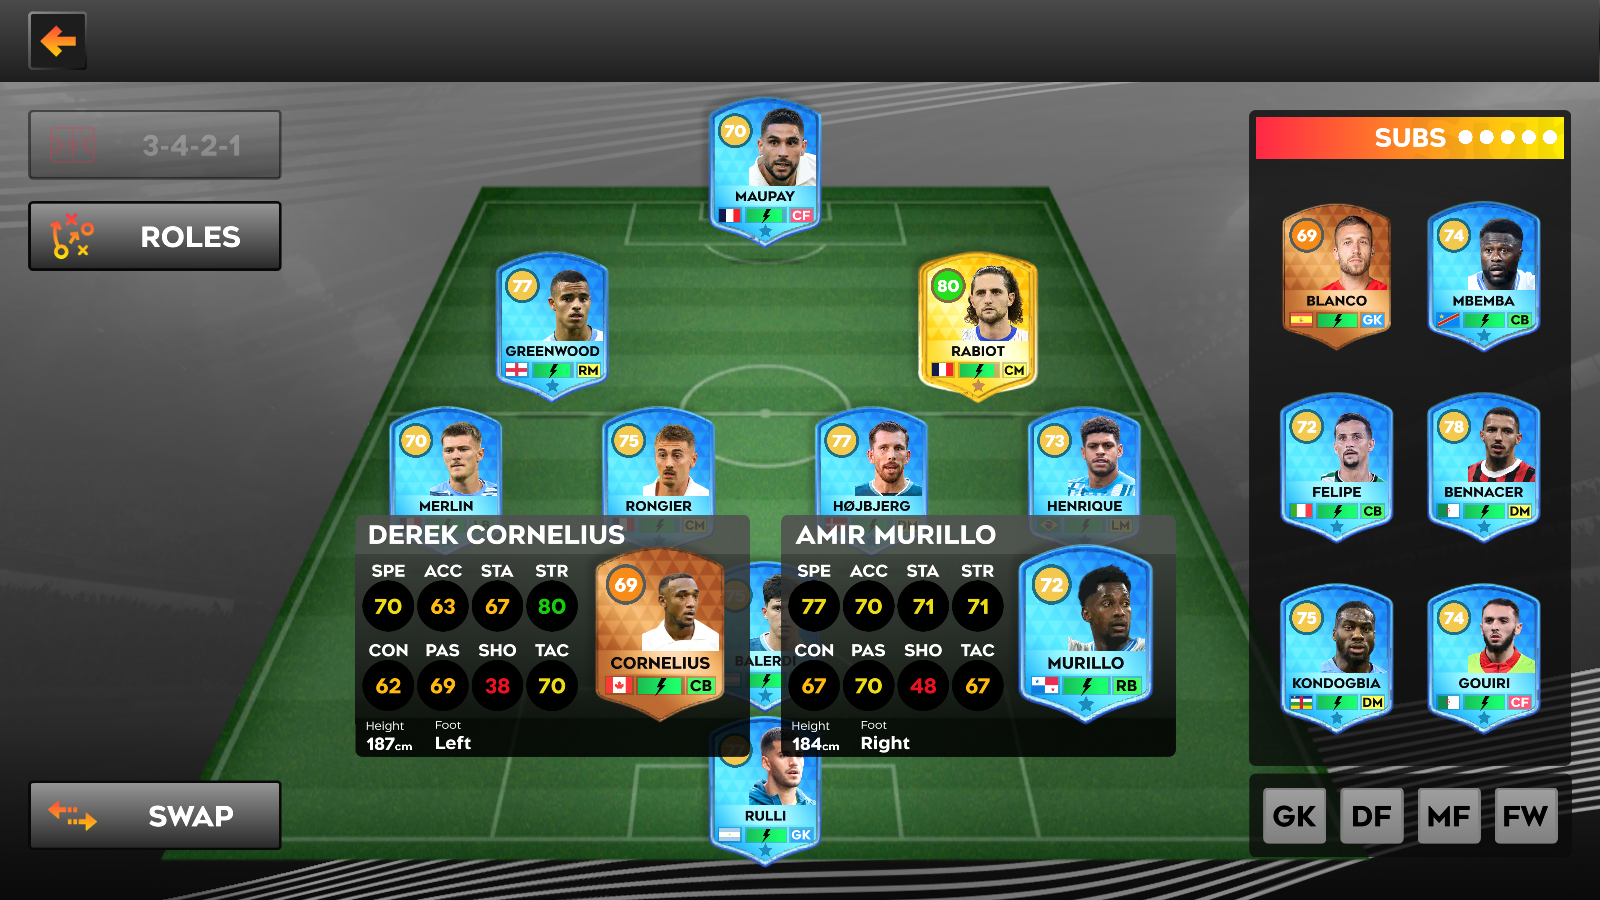 3-4-2-1
ROLES
SWAP
70
MAUPAY
CF
77
GREENWOOD
RM
80
RABIOT
CM
70
MERLIN
75
RONGIER
CM
77
HØJBJERG
73
HENRIQUE
LM
DEREK CORNELIUS
SPE ACC STA STR
70 63 67 80
CON PAS SHO TAC
62 69 38 70
Height Foot
187cm Left
69
CORNELIUS
CB
BALERDI
AMIR MURILLO
SPE ACC STA STR
77 70 71 71
CON PAS SHO TAC
67 70 48 67
Height Foot
184cm Right
72
MURILLO
RB
RULLI
GK
SUBS
69
BLANCO
GK
74
MBEMBA
CB
72
FELIPE
CB
78
BENNACER
DM
75
KONDOGBIA
DM
74
GOUIRI
CF
GK DF MF FW